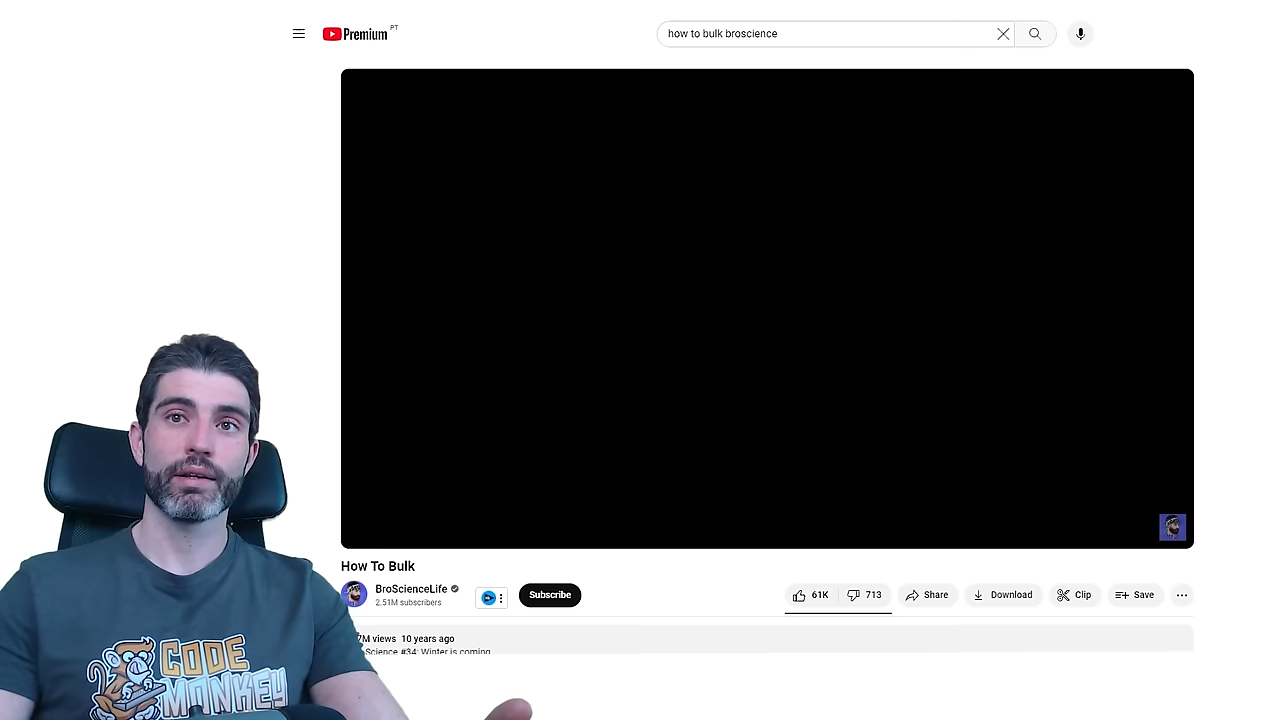 Premium PT
how to bulk broscience
How To Bulk
BroScienceLife
2.51M subscribers
Subscribe
61K
713
Share
Download
Clip
Save
7M views 10 years ago
Science #34: Winter is coming
CODE
MONKEY